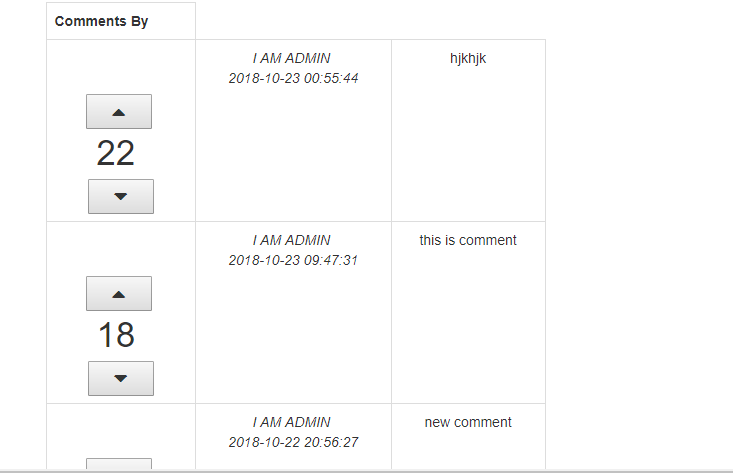 Comments By
I AM ADMIN
2018-10-23 00:55:44
hjkhjk
22
I AM ADMIN
2018-10-23 09:47:31
this is comment
18
I AM ADMIN
2018-10-22 20:56:27
new comment